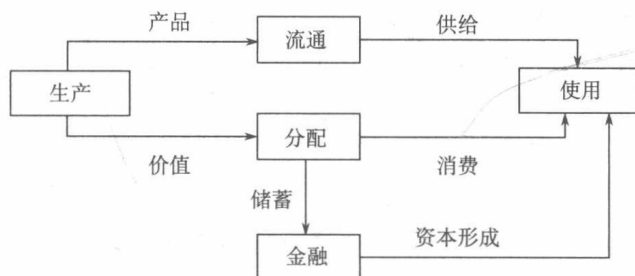 产品
供给
流通
生产
使用
分配
价值
消费
储蓄
资本形成
金融